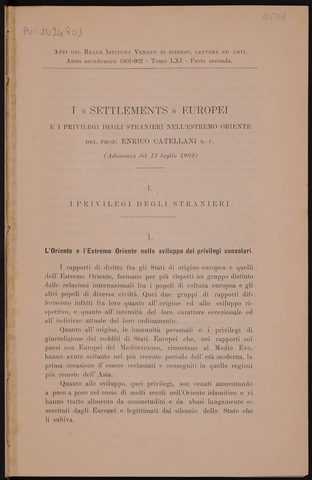 4508
Atti del Reale Istituto Veneto di scienze, lettere ed arti.
Anno accademico 1901-902 - Tomo LXI - Parte seconda.
I « SETTLEMENTS » EUROPEI
E I PRIVILEGI DEGLI STRANIERI NELL'ESTREMO ORIENTE
DEL PROF. ENRICO CATELLANI S. C.
(Adunanza del 13 luglio 1902)
I.
I PRIVILEGI DEGLI STRANIERI
1.
L'Oriente e l'Estremo Oriente nello sviluppo dei privilegi consolari.
I rapporti di diritto fra gli Stati di origine europea e quelli
dell'Estremo Oriente, formano per più rispetti un gruppo distinto
dalle relazioni internazionali fra i popoli di coltura europea e gli
altri popoli di diversa civiltà. Quei due gruppi di rapporti dif-
feriscono infatti fra loro quanto all'origine ed allo sviluppo ri-
spettivo, e quanto all'intensità del loro carattere eccezionale ed
all'indirizzo attuale del loro ordinamento.
Quanto all'origine, le immunità personali e i privilegi di
giurisdizione dei sudditi di Stati Europei che, nei rapporti coi
paesi non Europei del Mediterraneo, rimontano al Medio Evo,
hanno avuto soltanto nel più recente periodo dell'età moderna, la
prima occasione d'essere reclamati e conseguiti in quelle regioni
più remote dell'Asia.
Quanto allo sviluppo, quei privilegi, son venuti aumentando
a poco a poco nel corso di molti secoli nell'Oriente islamitico e vi
hanno tratto alimento da consuetudini e da abusi lungamente e-
sercitati dagli Europei e legittimati dal silenzio dello Stato che
li subiva.